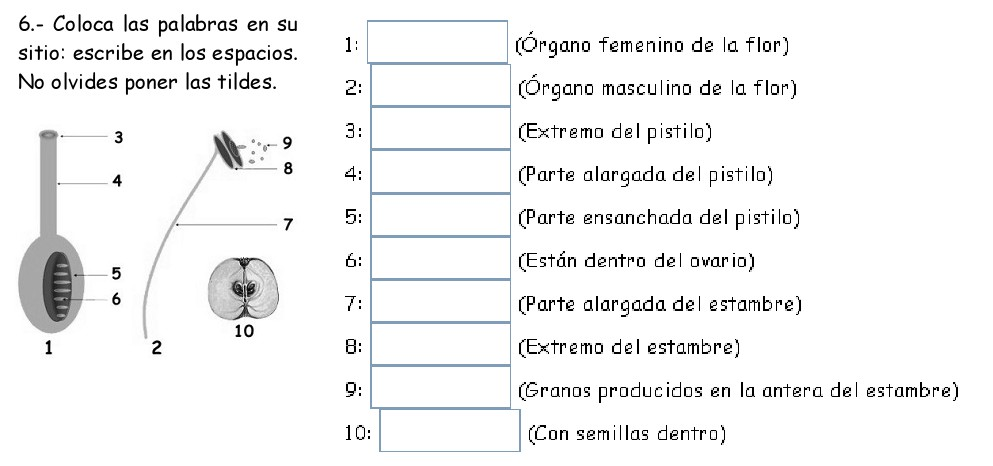 6.- Coloca las palabras en su
sitio: escribe en los espacios.
No olvides poner las tildes.
3
9
8
4
7
5
6
10
1
2
1: (Órgano femenino de la flor)
2: (Órgano masculino de la flor)
3: (Extremo del pistilo)
4: (Parte alargada del pistilo)
5: (Parte ensanchada del pistilo)
6: (Están dentro del ovario)
7: (Parte alargada del estambre)
8: (Extremo del estambre)
9: (Granos producidos en la antera del estambre)
10: (Con semillas dentro)